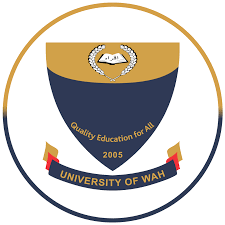 Quality Education for All
2005
UNIVERSITY OF WAH